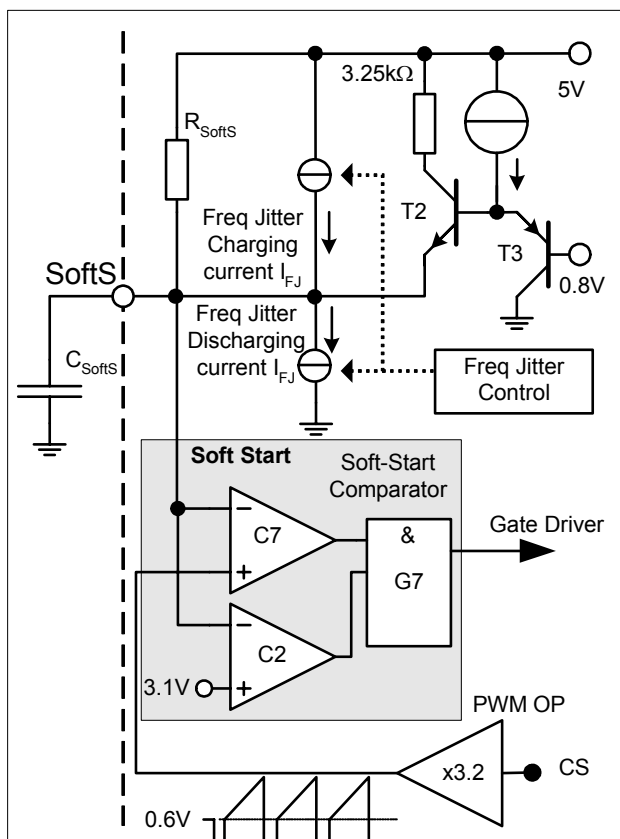 3.25kΩ
5V
R_SoftS
T2
T3
0.8V
Freq Jitter
Charging
current I_FJ
SoftS
Freq Jitter
Discharging
current I_FJ
C_SoftS
Freq Jitter
Control
Soft Start
Soft-Start
Comparator
Gate Driver
−
C7
+
&
G7
−
C2
3.1V
+
PWM OP
x3.2
CS
0.6V